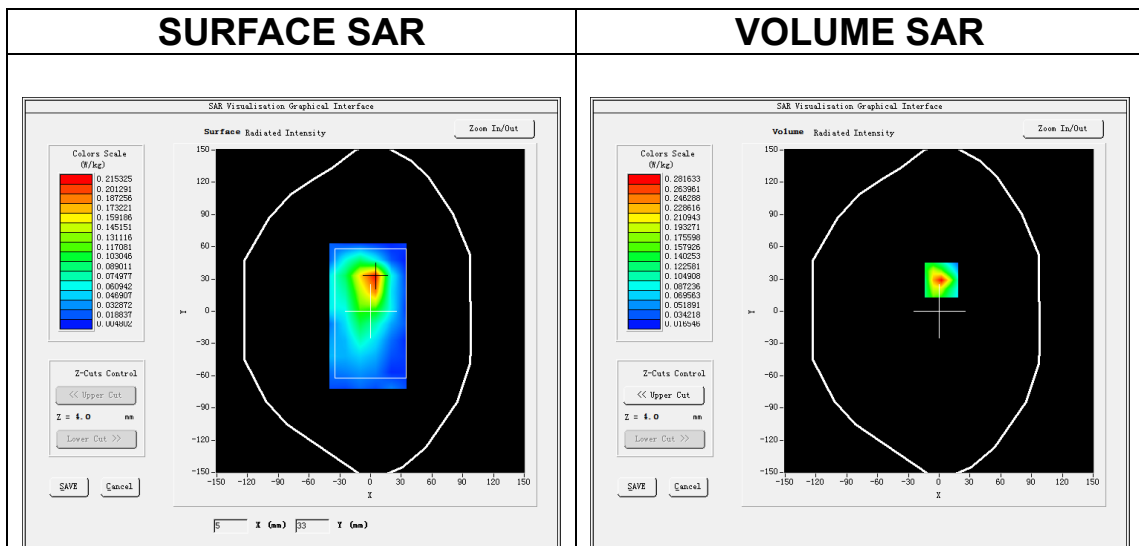 SURFACE SAR
VOLUME SAR
SAR Visualisation Graphical Interface
Surface Radiated Intensity
Zoom In/Out
Colors Scale
(W/kg)
0.215325
0.201291
0.187256
0.173221
0.159186
0.145151
0.131116
0.117081
0.103046
0.089011
0.074977
0.060942
0.046907
0.032872
0.018837
0.004802
150
120
90
60
30
0
-30
-60
-90
-120
-150
Y
-150 -120 -90 -60 -30 0 30 60 90 120 150
X
Z-Cuts Control
<< Upper Cut
Z = 4.0 mm
Lower Cut >>
SAVE Cancel
5 X (mm) 33 Y (mm)
SAR Visualisation Graphical Interface
Volume Radiated Intensity
Zoom In/Out
Colors Scale
(W/kg)
0.281633
0.263961
0.246288
0.228616
0.210943
0.193271
0.175598
0.157926
0.140253
0.122581
0.104908
0.087236
0.069563
0.051891
0.034218
0.016546
150
120
90
60
30
0
-30
-60
-90
-120
-150
Y
-150 -120 -90 -60 -30 0 30 60 90 120 150
X
Z-Cuts Control
<< Upper Cut
Z = 4.0 mm
Lower Cut >>
SAVE Cancel